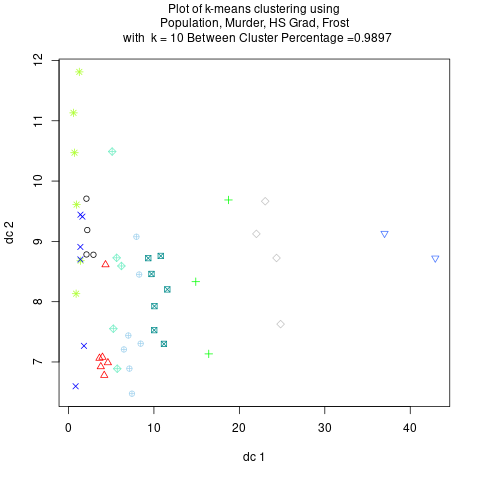 Plot of k-means clustering using
Population, Murder, HS Grad, Frost
with k = 10 Between Cluster Percentage =0.9897
12
11
10
9
8
7
dc 2
0
10
20
30
40
dc 1